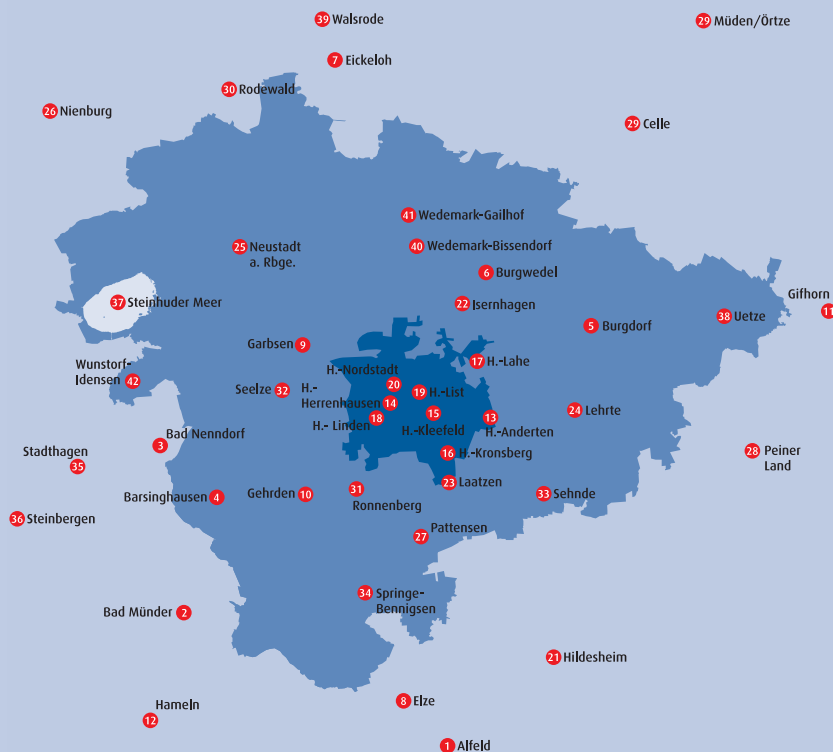 39 Walsrode
29 Müden/Örtze
7 Eickeloh
30 Rodewald
26 Nienburg
29 Celle
41 Wedemark-Gailhof
25 Neustadt
a. Rbge.
40 Wedemark-Bissendorf
6 Burgwedel
37 Steinhuder Meer
22 Isernhagen
Gifhorn
11
38 Uetze
5 Burgdorf
Garbsen 9
17 H.-Lahe
Wunstorf-
Idensen
42
H.-Nordstadt
20
Seelze 32
H.-
Herrenhausen 14
19 H.-List
H.- Linden 18
15
H.-Kleefeld
13
H.-Anderten
24 Lehrte
Bad Nenndorf
3
16 H.-Kronsberg
28 Peiner
Land
Stadthagen
35
Barsinghausen 4
Gehrden 10
31
Ronnenberg
23 Laatzen
33 Sehnde
36 Steinbergen
Pattensen
27
34 Springe-
Bennigsen
Bad Münder 2
21 Hildesheim
Hameln
12
8 Elze
1 Alfeld